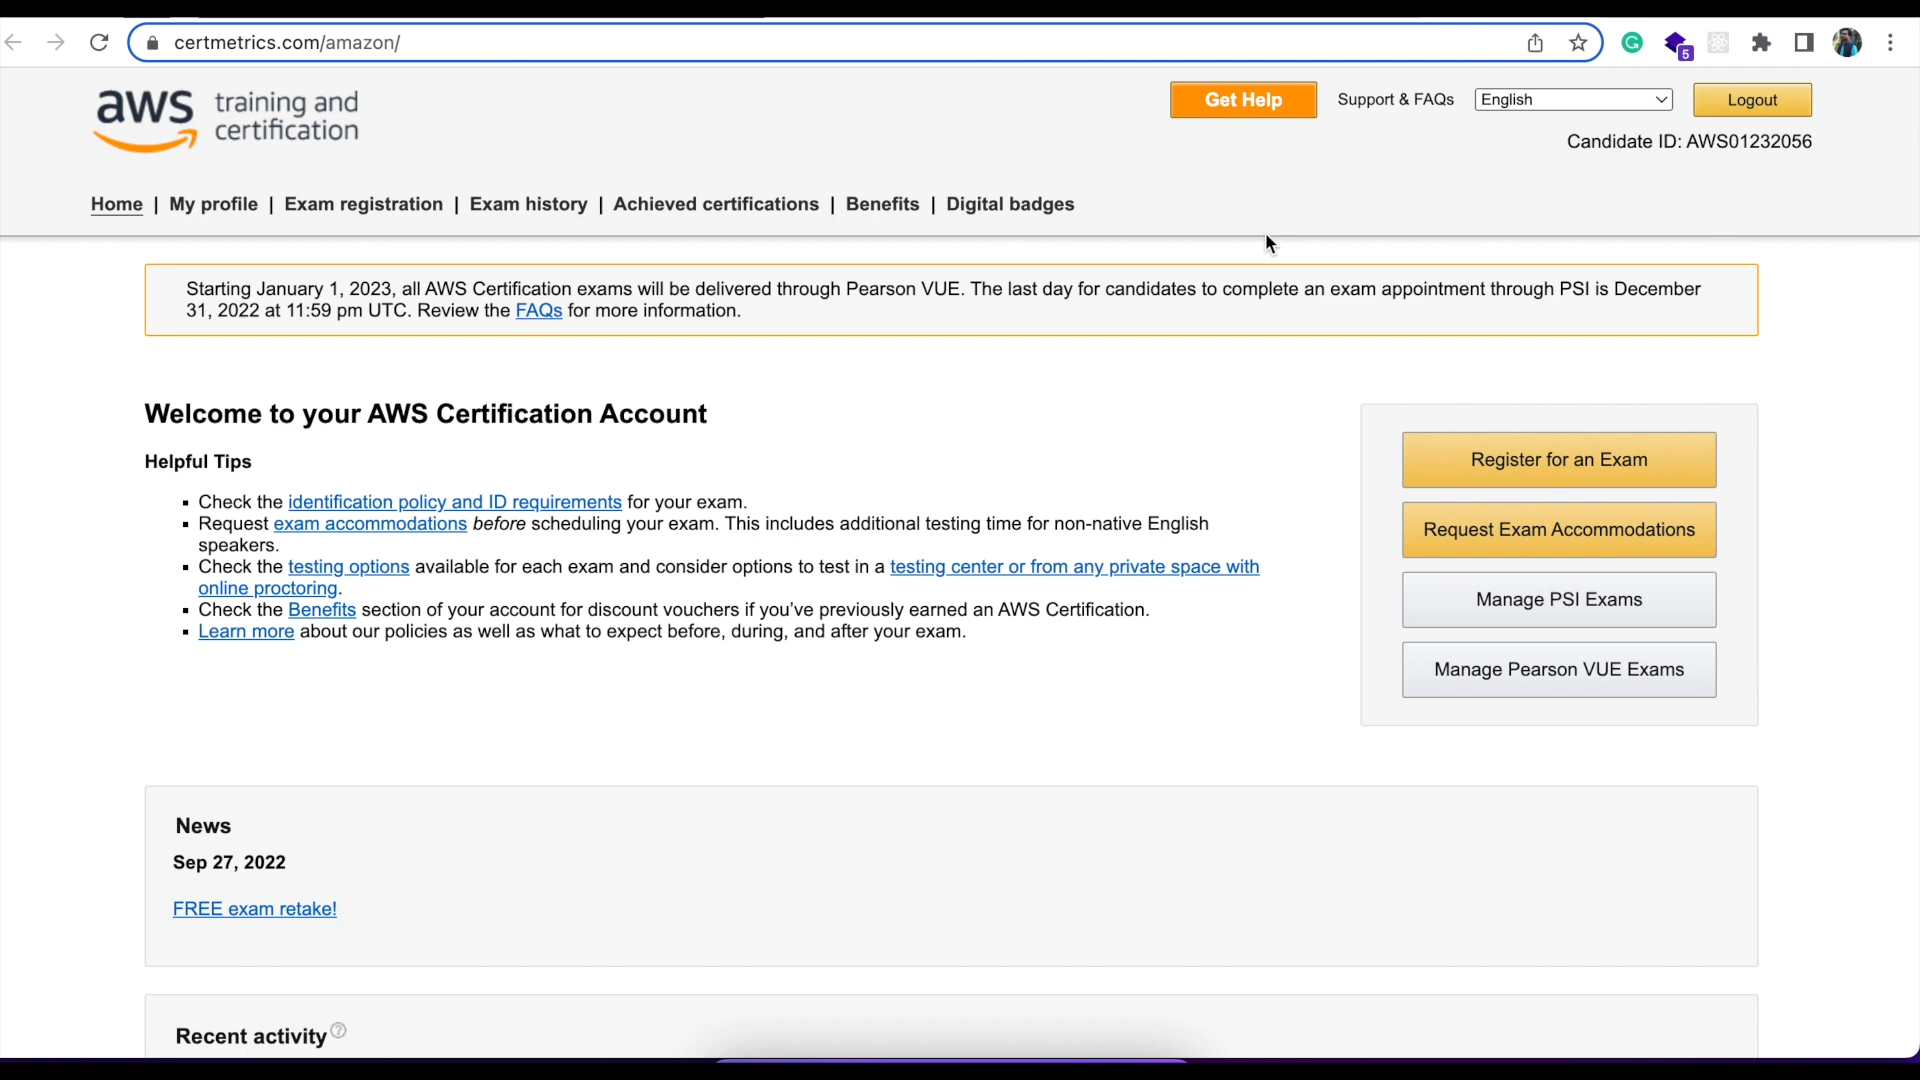 certmetrics.com/amazon/
5
aws training and certification
Get Help
Support & FAQs
English
Logout
Candidate ID: AWS01232056
Home | My profile | Exam registration | Exam history | Achieved certifications | Benefits | Digital badges
Starting January 1, 2023, all AWS Certification exams will be delivered through Pearson VUE. The last day for candidates to complete an exam appointment through PSI is December
31, 2022 at 11:59 pm UTC. Review the FAQs for more information.
Welcome to your AWS Certification Account
Helpful Tips
▪ Check the identification policy and ID requirements for your exam.
▪ Request exam accommodations before scheduling your exam. This includes additional testing time for non-native English
speakers.
▪ Check the testing options available for each exam and consider options to test in a testing center or from any private space with
online proctoring.
▪ Check the Benefits section of your account for discount vouchers if you’ve previously earned an AWS Certification.
▪ Learn more about our policies as well as what to expect before, during, and after your exam.
Register for an Exam
Request Exam Accommodations
Manage PSI Exams
Manage Pearson VUE Exams
News
Sep 27, 2022
FREE exam retake!
Recent activity ?